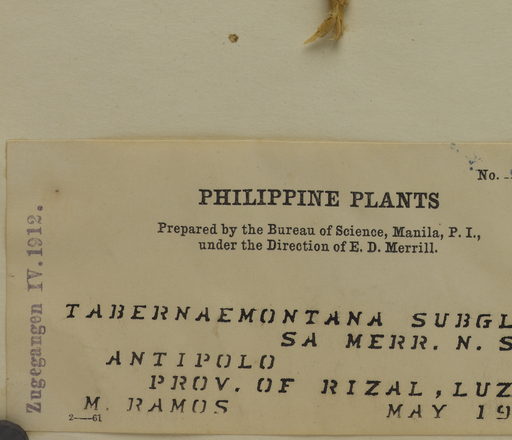 No.
PHILIPPINE PLANTS
Prepared by the Bureau of Science, Manila, P. I.,
under the Direction of E. D. Merrill.
TABERNAEMONTANA SUBGL
SA MERR. N. S
ANTIPOLO
PROV. OF RIZAL, LUZ
M. RAMOS MAY 19
2—61
Zugegangen IV. 1912.